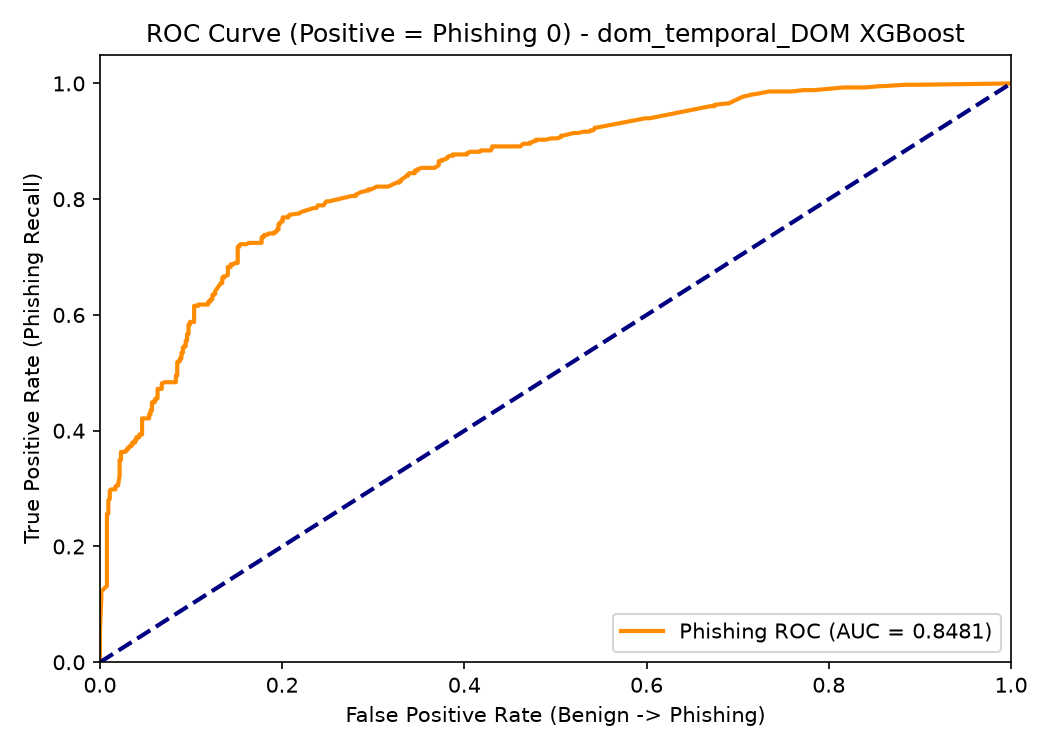 ROC Curve (Positive = Phishing 0) - dom_temporal_DOM XGBoost
True Positive Rate (Phishing Recall)
1.0
0.8
0.6
0.4
0.2
0.0
Phishing ROC (AUC = 0.8481)
0.0 0.2 0.4 0.6 0.8 1.0
False Positive Rate (Benign -> Phishing)